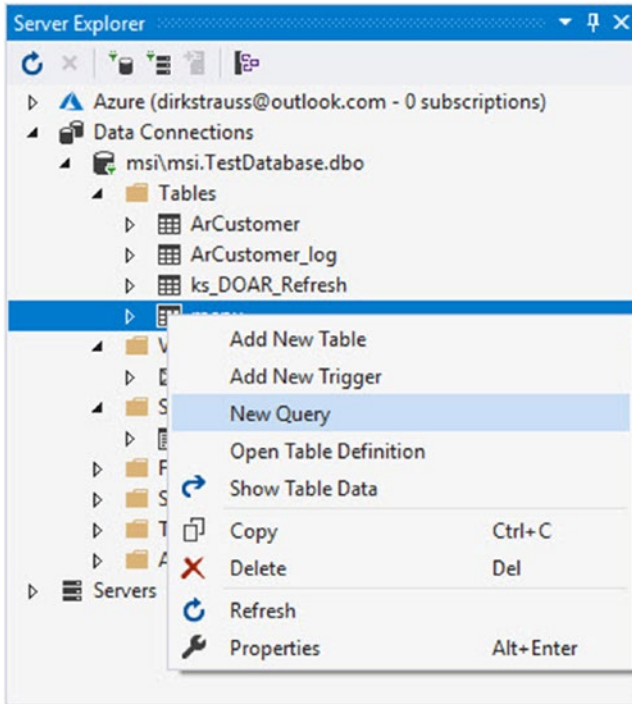 Server Explorer
Azure (dirkstrauss@outlook.com - 0 subscriptions)
Data Connections
msi\msi.TestDatabase.dbo
Tables
ArCustomer
ArCustomer_log
ks_DOAR_Refresh
Add New Table
Add New Trigger
New Query
Open Table Definition
Show Table Data
Copy Ctrl+C
Delete Del
Servers
Refresh
Properties Alt+Enter